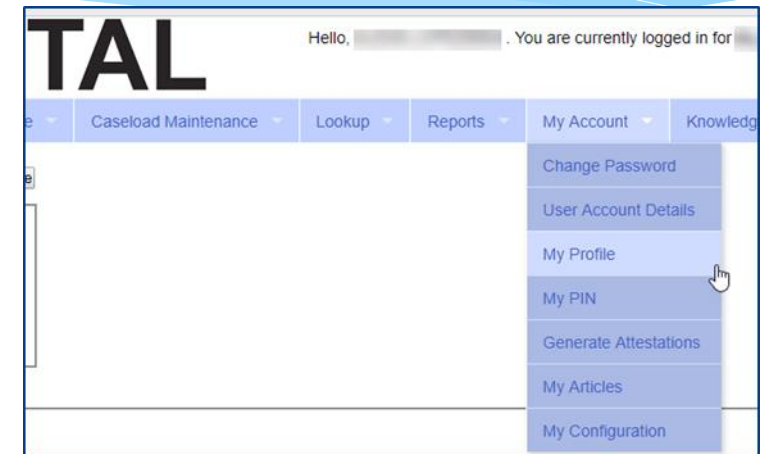 TAL
Hello, . You are currently logged in for
e Caseload Maintenance Lookup Reports My Account Knowledg
e
Change Password
User Account Details
My Profile
My PIN
Generate Attestations
My Articles
My Configuration